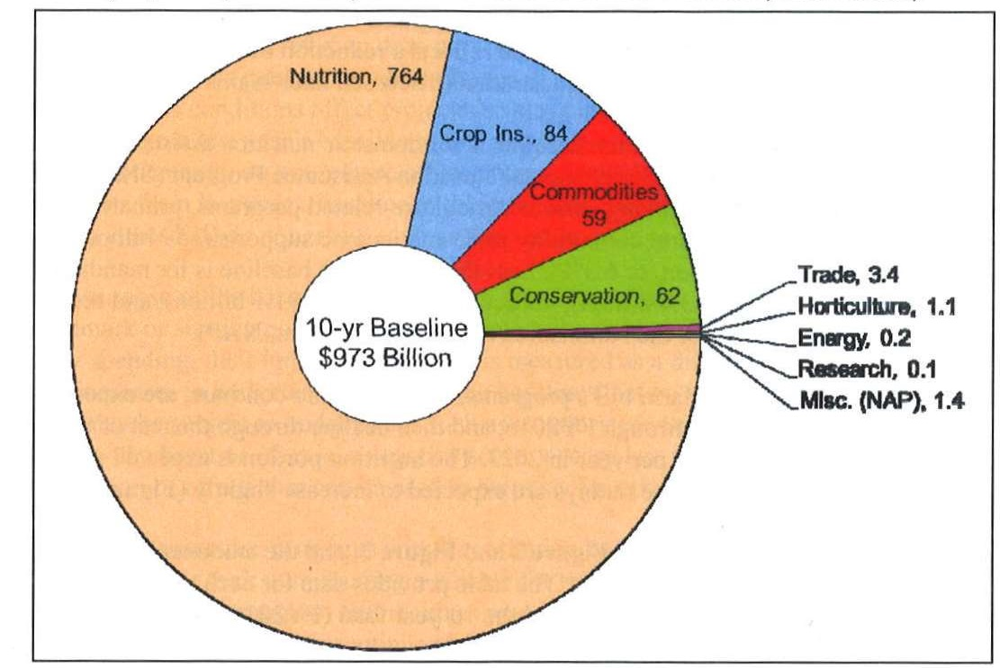 Nutrition, 764
Crop Ins., 84
Commodities
59
Conservation, 62
10-yr Baseline
$973 Billion
Trade, 3.4
Horticulture, 1.1
Energy, 0.2
Research, 0.1
Misc. (NAP), 1.4